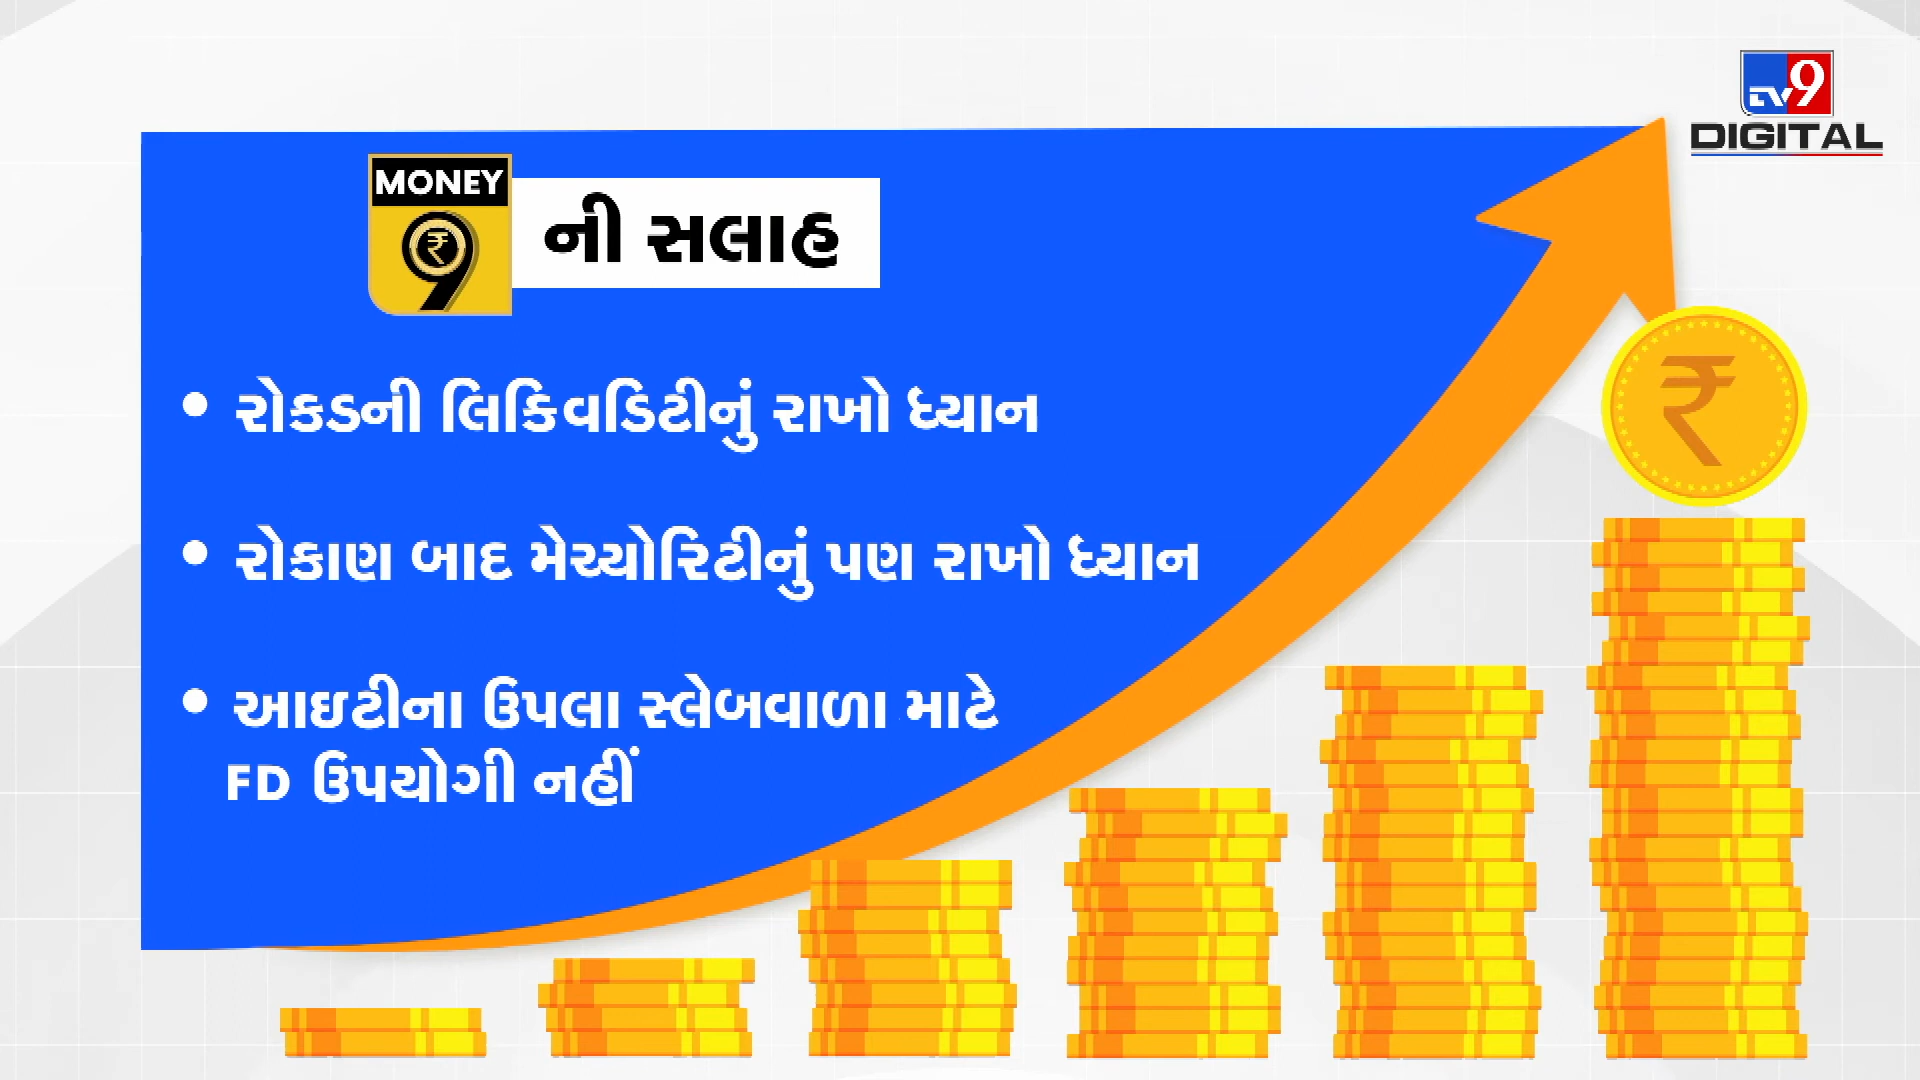 TV9
DIGITAL
MONEY
9
₹
ની સલાહ
• રોકડની લિકિવડિટીનું રાખો ધ્યાન
• રોકાણ બાદ મેચ્યોરિટીનું પણ રાખો ધ્યાન
• આઇટીના ઉપલા સ્લેબવાળા માટે
FD ઉપયોગી નહીં
₹